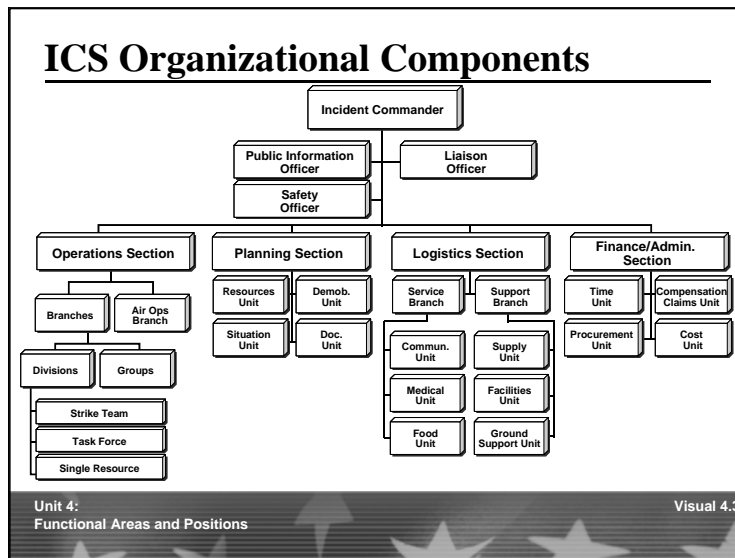 ICS Organizational Components
Incident Commander
Public Information
Officer
Liaison
Officer
Safety
Officer
Operations Section
Planning Section
Logistics Section
Finance/Admin.
Section
Branches
Air Ops
Branch
Resources
Unit
Demob.
Unit
Service
Branch
Support
Branch
Time
Unit
Compensation
Claims Unit
Situation
Unit
Doc.
Unit
Procurement
Unit
Cost
Unit
Divisions
Groups
Commun.
Unit
Supply
Unit
Strike Team
Task Force
Single Resource
Medical
Unit
Facilities
Unit
Food
Unit
Ground
Support Unit
Unit 4:
Functional Areas and Positions
Visual 4.3